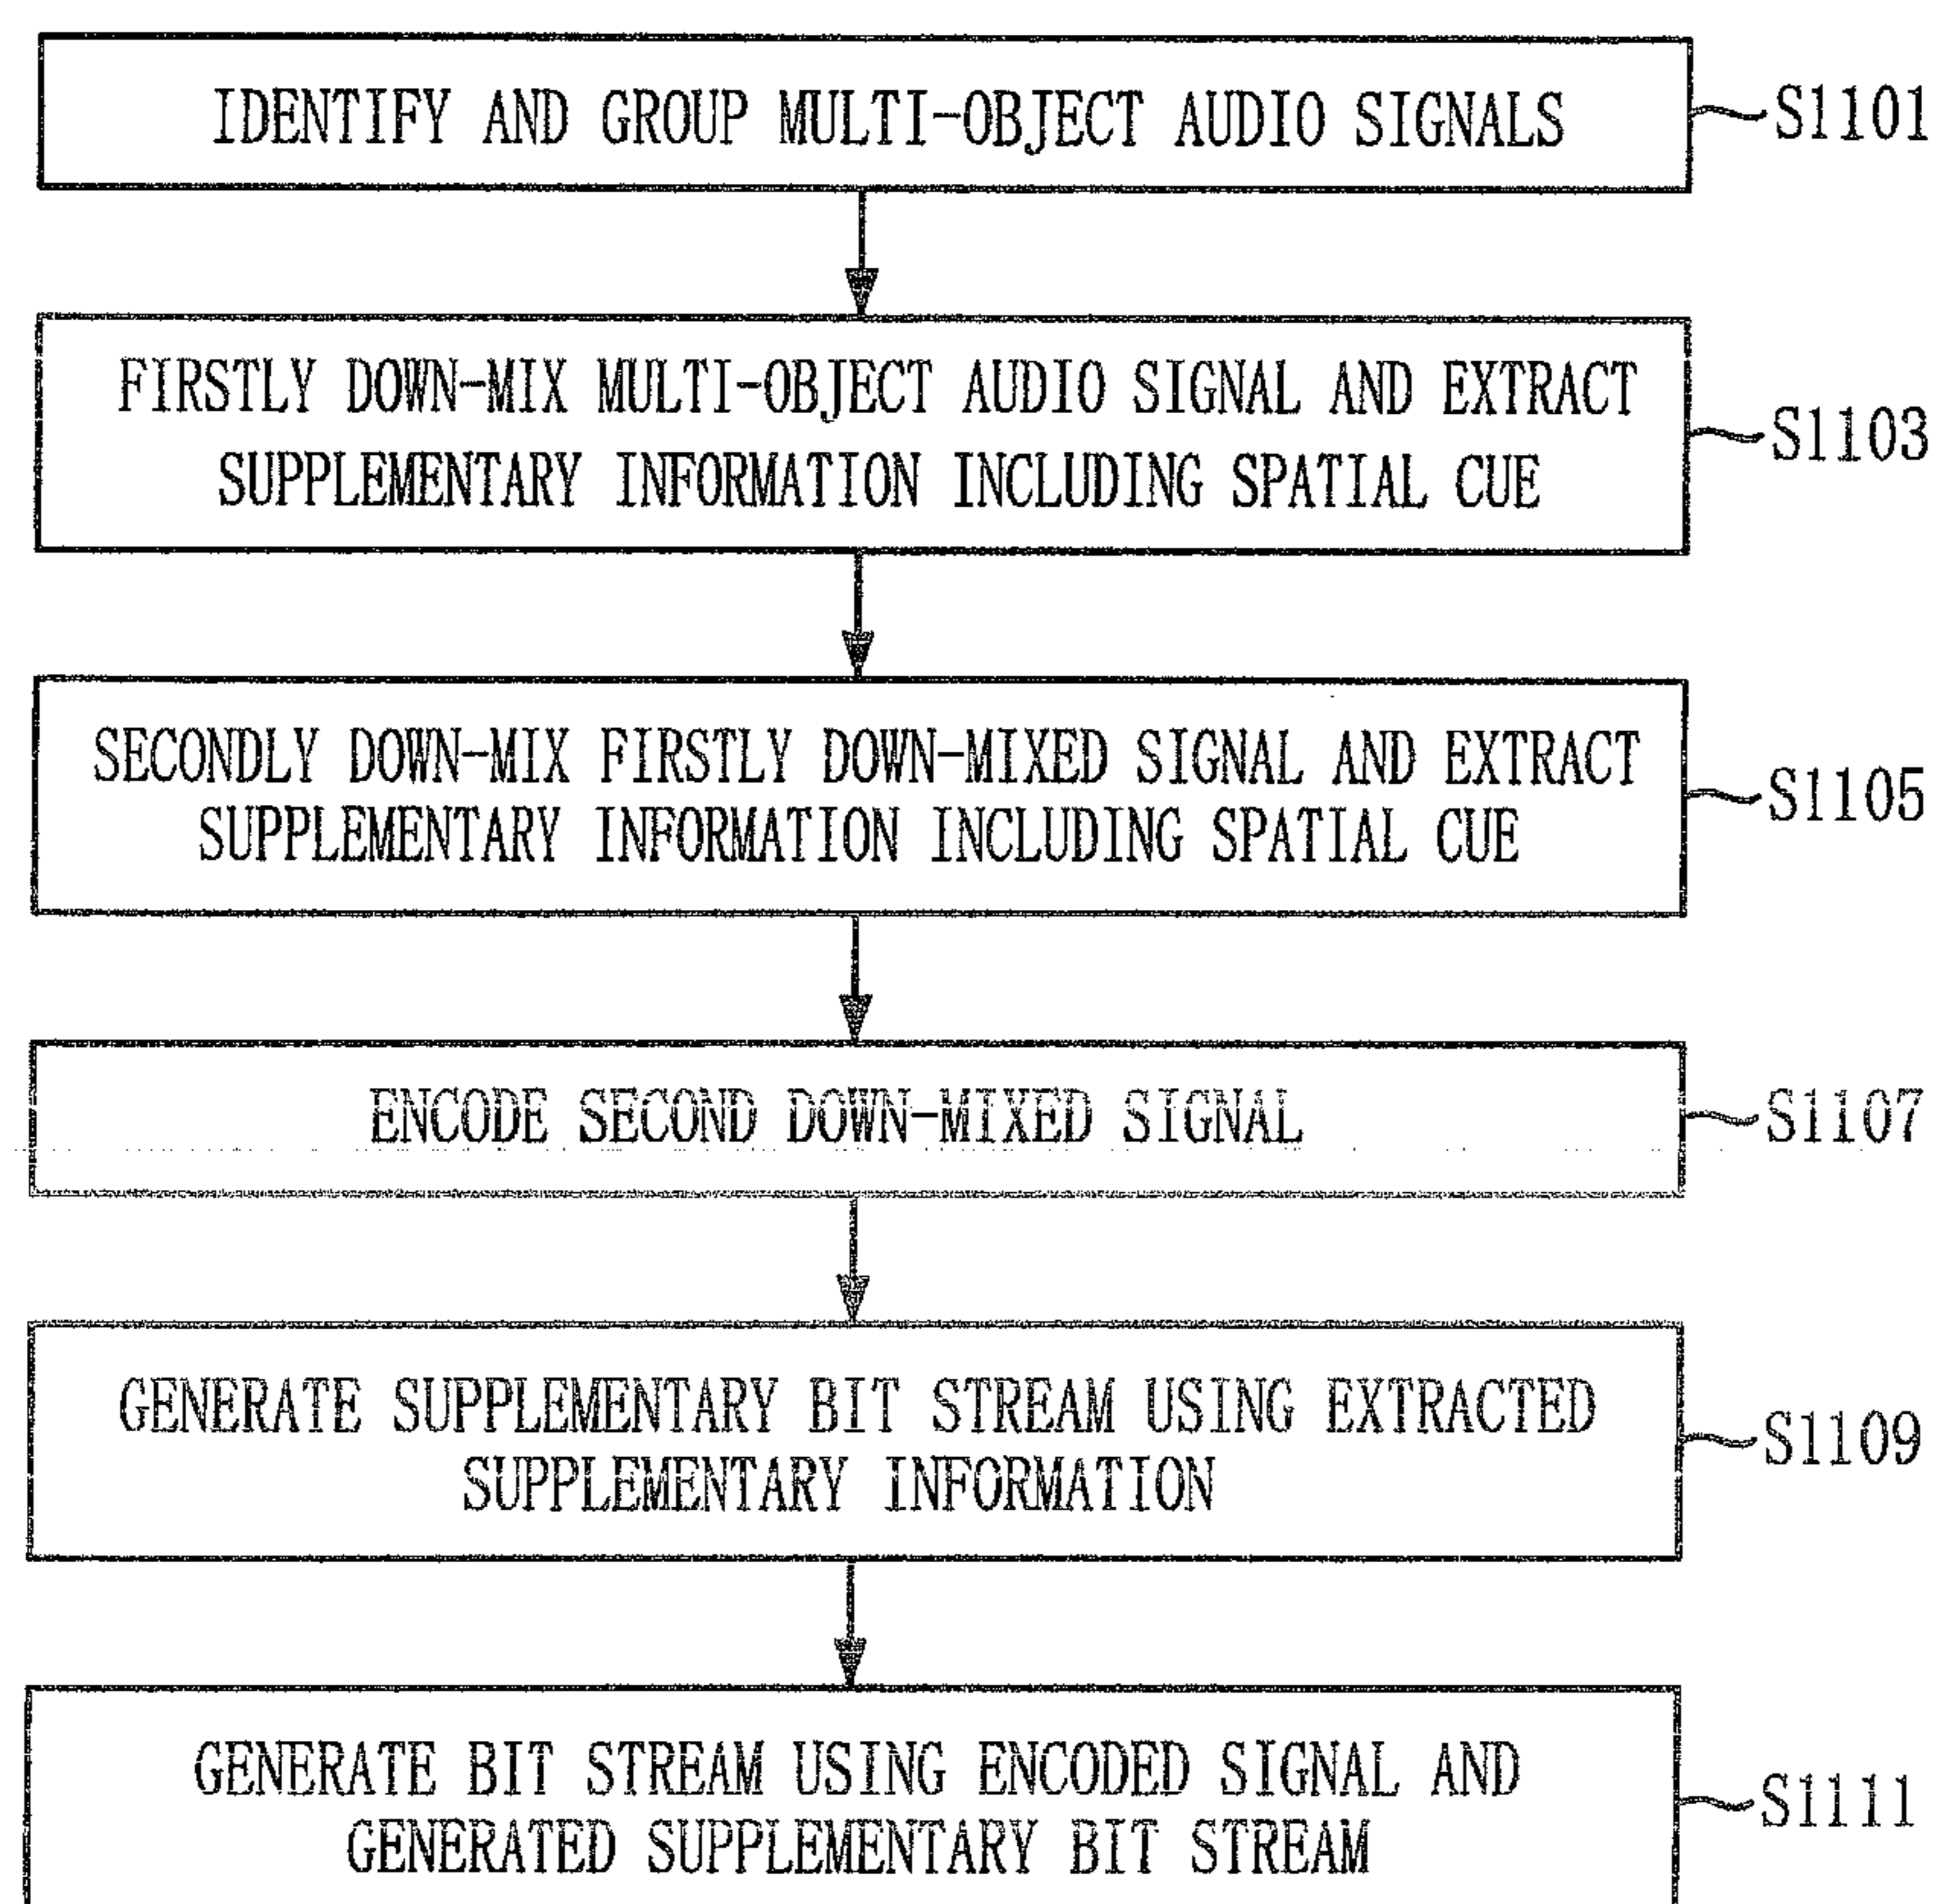 IDENTIFY AND GROUP MULTI-OBJECT AUDIO SIGNALS
S1101
FIRSTLY DOWN-MIX MULTI-OBJECT AUDIO SIGNAL AND EXTRACT
SUPPLEMENTARY INFORMATION INCLUDING SPATIAL CUE
S1103
SECONDLY DOWN-MIX FIRSTLY DOWN-MIXED SIGNAL AND EXTRACT
SUPPLEMENTARY INFORMATION INCLUDING SPATIAL CUE
S1105
ENCODE SECOND DOWN-MIXED SIGNAL
S1107
GENERATE SUPPLEMENTARY BIT STREAM USING EXTRACTED
SUPPLEMENTARY INFORMATION
S1109
GENERATE BIT STREAM USING ENCODED SIGNAL AND
GENERATED SUPPLEMENTARY BIT STREAM
S1111